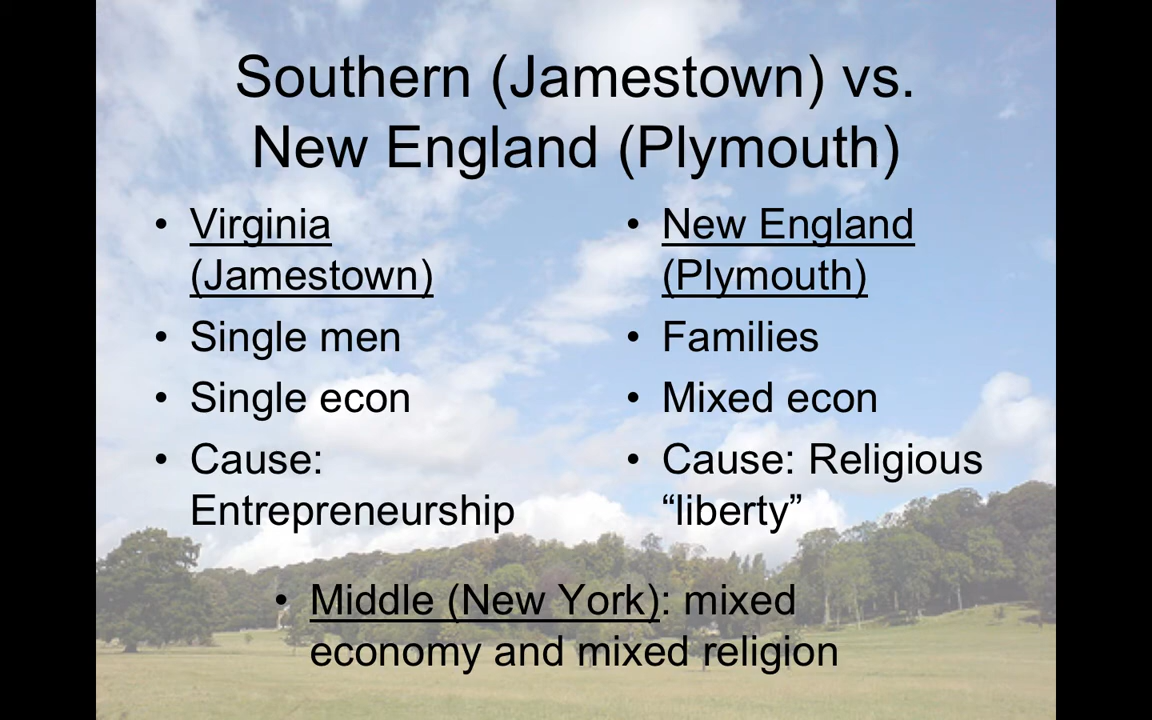 Southern (Jamestown) vs.
New England (Plymouth)
• Virginia
(Jamestown)
• Single men
• Single econ
• Cause:
Entrepreneurship
• New England
(Plymouth)
• Families
• Mixed econ
• Cause: Religious
“liberty”
• Middle (New York): mixed
economy and mixed religion